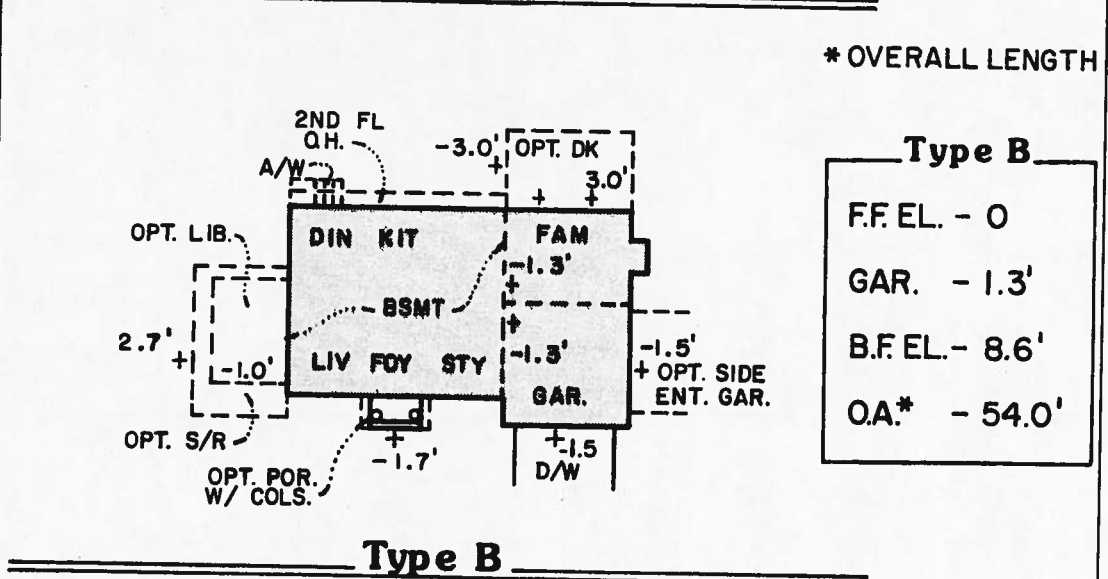 * OVERALL LENGTH
2ND FL
O.H.
A/W
-3.0'
OPT. DK
3.0'
OPT. LIB.
DIN KIT
FAM
-1.3'
BSMT
2.7'
-1.0'
LIV FOY STY
-1.3'
GAR.
-1.5'
OPT. SIDE
ENT. GAR.
OPT. S/R
-1.7'
OPT. POR.
W/ COLS.
-1.5
D/W
Type B
Type B
F.F. EL. - 0
GAR. - 1.3'
B.F. EL. - 8.6'
O.A.* - 54.0'